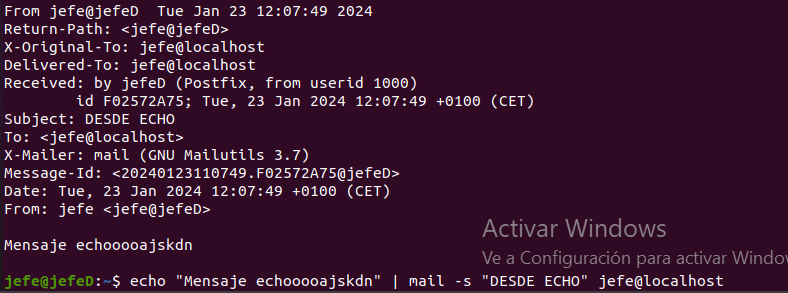 From jefe@jefeD  Tue Jan 23 12:07:49 2024
Return-Path: <jefe@jefeD>
X-Original-To: jefe@localhost
Delivered-To: jefe@localhost
Received: by jefeD (Postfix, from userid 1000)
        id F02572A75; Tue, 23 Jan 2024 12:07:49 +0100 (CET)
Subject: DESDE ECHO
To: <jefe@localhost>
X-Mailer: mail (GNU Mailutils 3.7)
Message-Id: <20240123110749.F02572A75@jefeD>
Date: Tue, 23 Jan 2024 12:07:49 +0100 (CET)
From: jefe <jefe@jefeD>
Activar Windows
Mensaje echooooajskdn
Ve a Configuración para activar Windo
jefe@jefeD:~$ echo "Mensaje echooooajskdn" | mail -s "DESDE ECHO" jefe@localhost